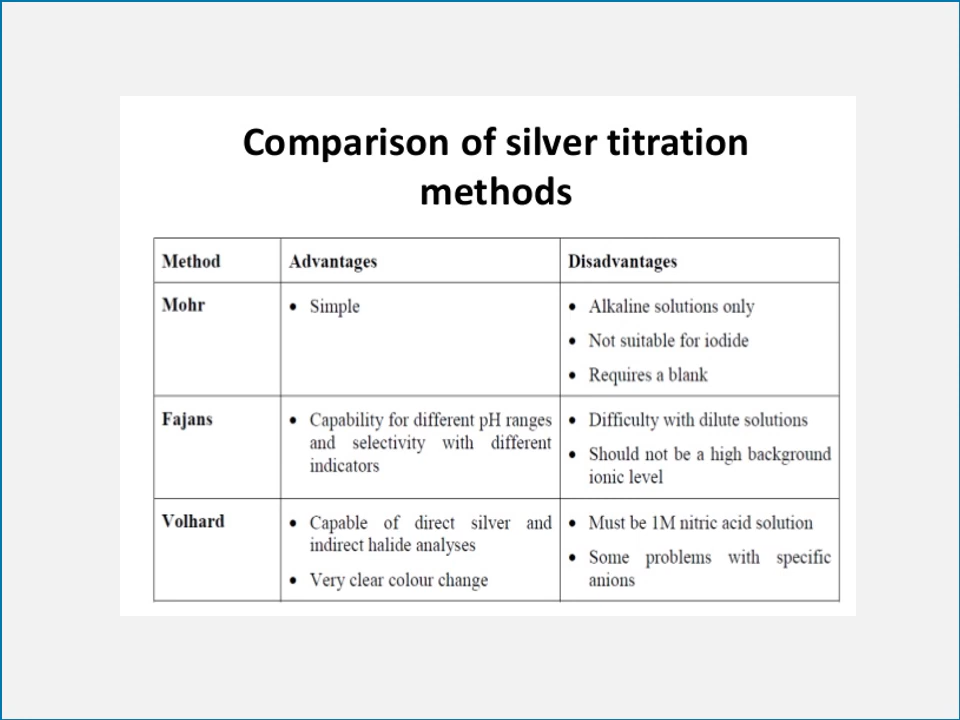 Comparison of silver titration
methods
Method
Advantages
Disadvantages
Mohr
• Simple
• Alkaline solutions only
• Not suitable for iodide
• Requires a blank
Fajans
• Capability for different pH ranges
and selectivity with different
indicators
• Difficulty with dilute solutions
• Should not be a high background
ionic level
Volhard
• Capable of direct silver and
indirect halide analyses
• Very clear colour change
• Must be 1M nitric acid solution
• Some problems with specific
anions